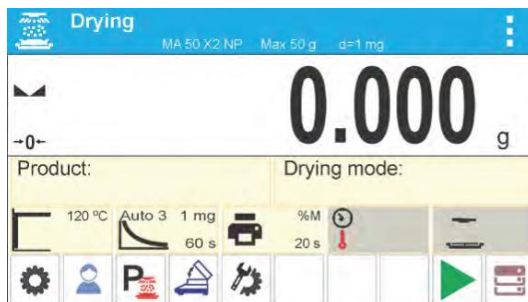 Drying
MA 50 X2 NP Max 50 g d=1 mg
→0←
0.000 g
Product: Drying mode:
120 °C Auto 3 1 mg %M
60 s 20 s
P